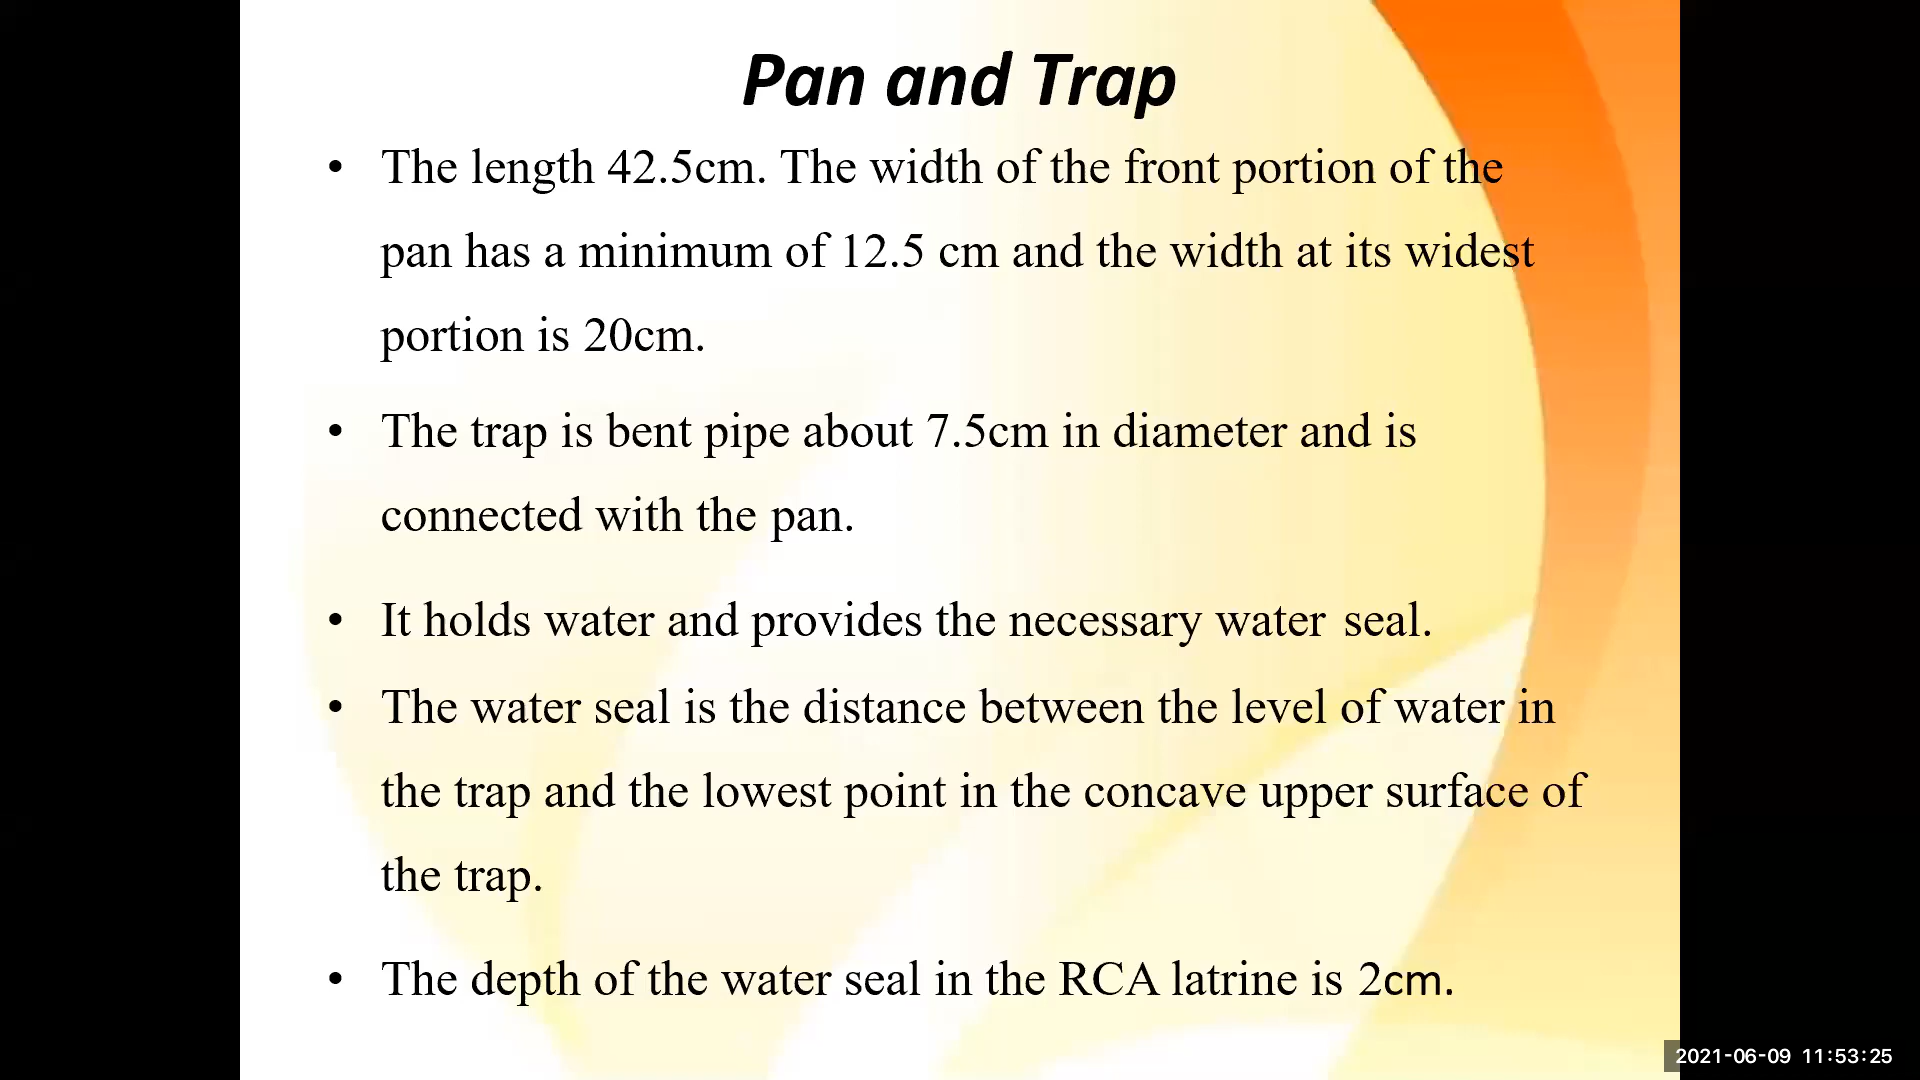 Pan and Trap
• The length 42.5cm. The width of the front portion of the
pan has a minimum of 12.5 cm and the width at its widest
portion is 20cm.
• The trap is bent pipe about 7.5cm in diameter and is
connected with the pan.
• It holds water and provides the necessary water seal.
• The water seal is the distance between the level of water in
the trap and the lowest point in the concave upper surface of
the trap.
• The depth of the water seal in the RCA latrine is 2cm.
2021-06-09 11:53:25